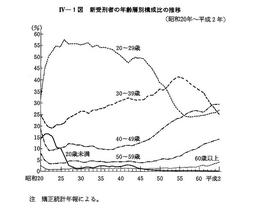 Ⅳ－1図 新受刑者の年齢層別構成比の推移
（昭和20年～平成2年）
(%)
60
55
50
45
40
35
30
25
20
15
10
5
0
20～29歳
30～39歳
40～49歳
20歳未満
50～59歳
60歳以上
昭和20 25 30 35 40 45 50 55 60 平成2
注 矯正統計年報による。